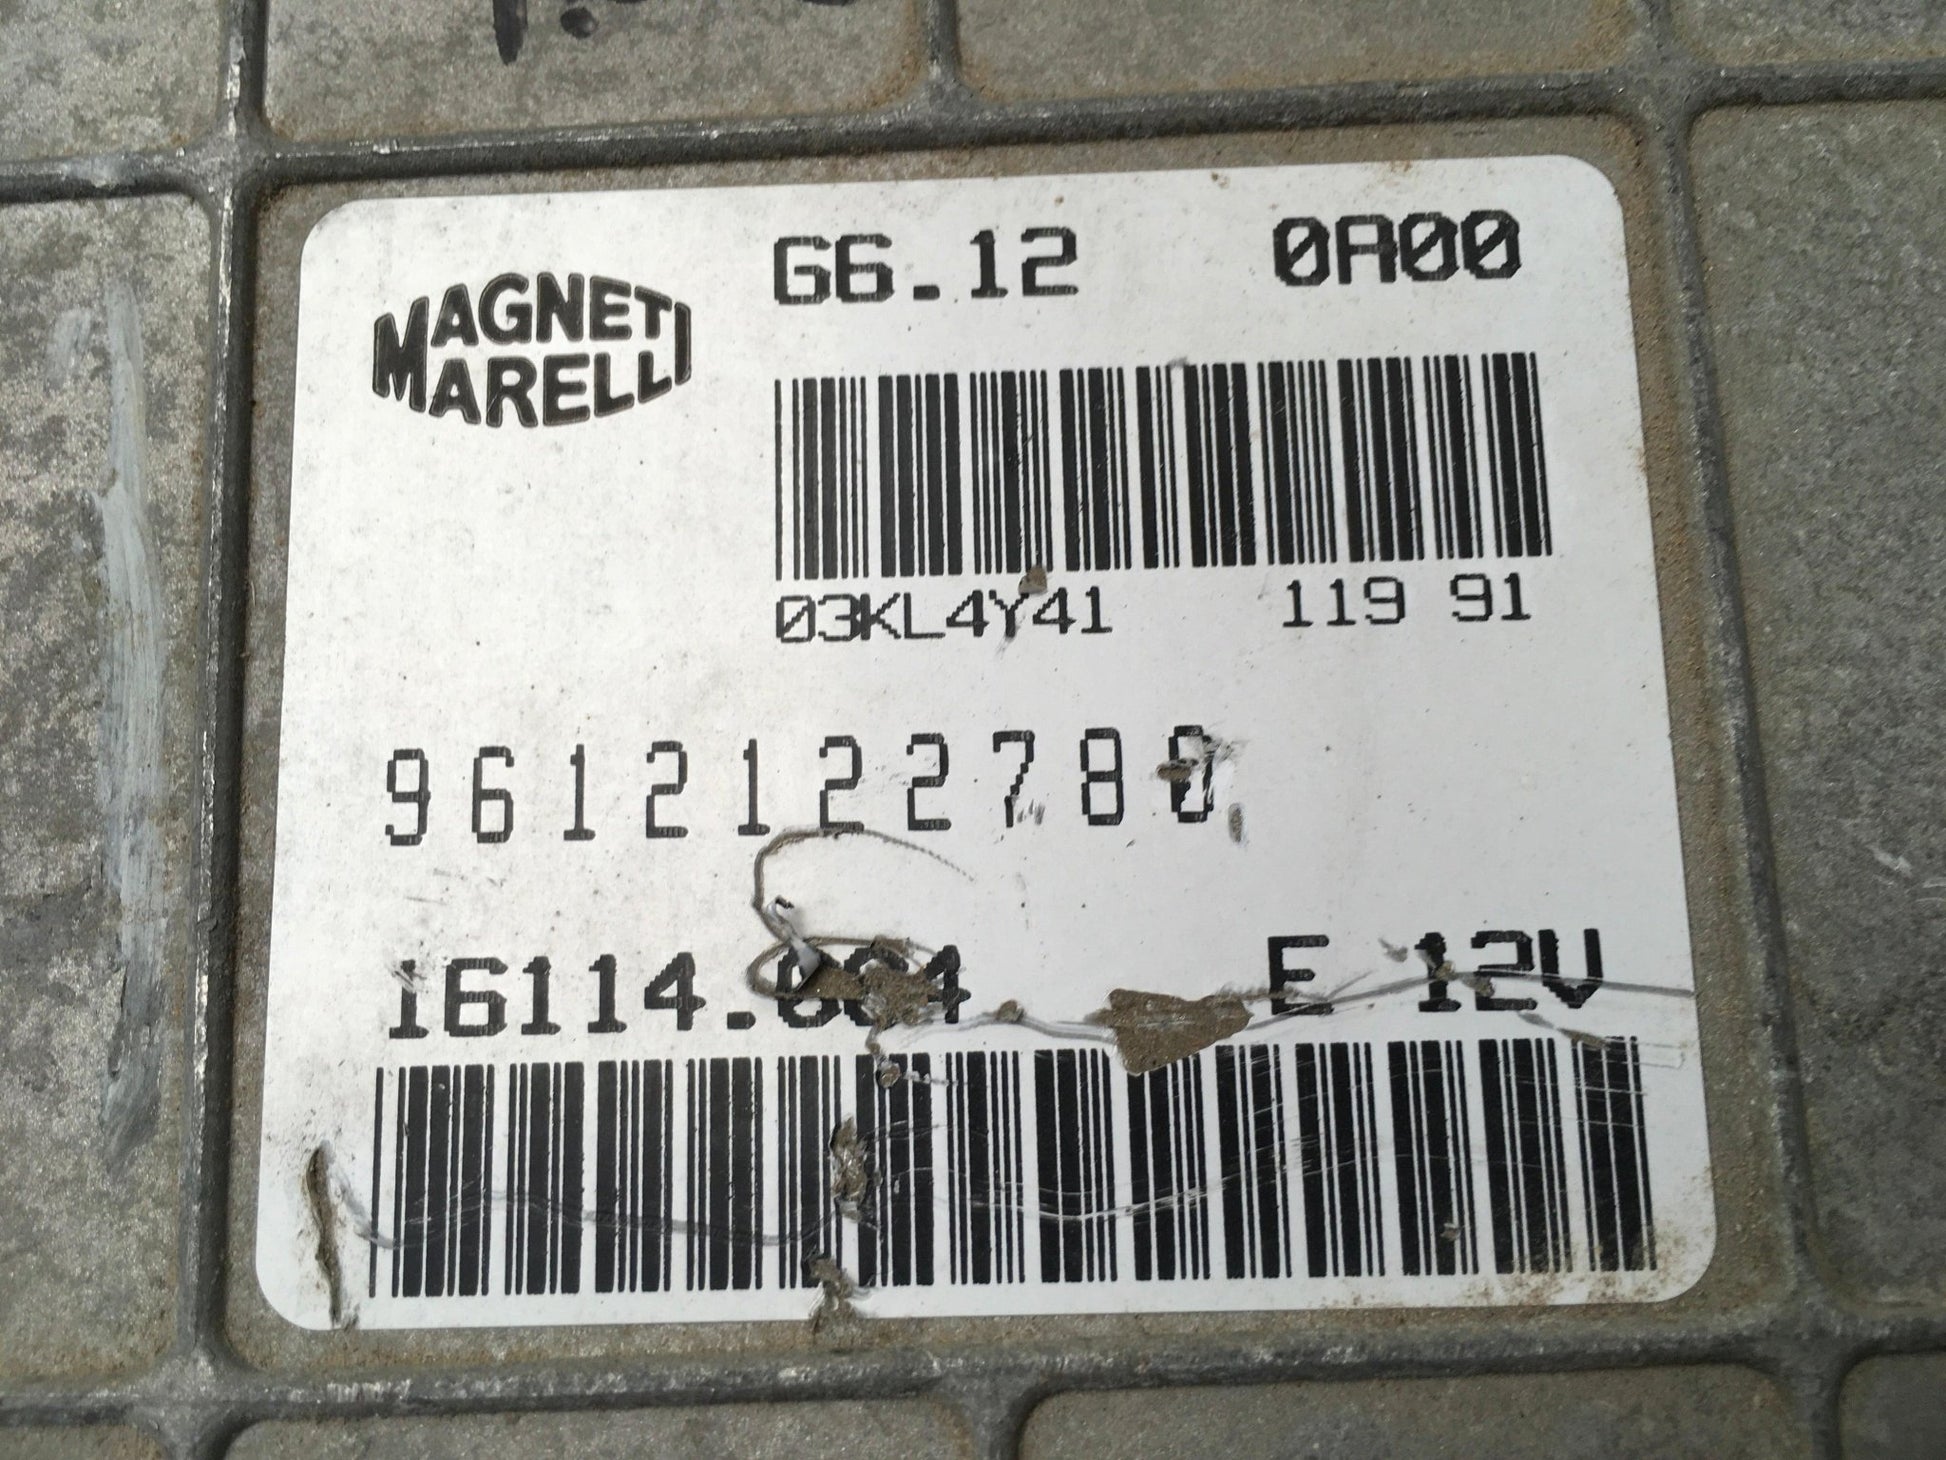 MAGNETI
MARELLI
G6.12 0A00
03KL4Y41 119 91
9612122780
E 12V